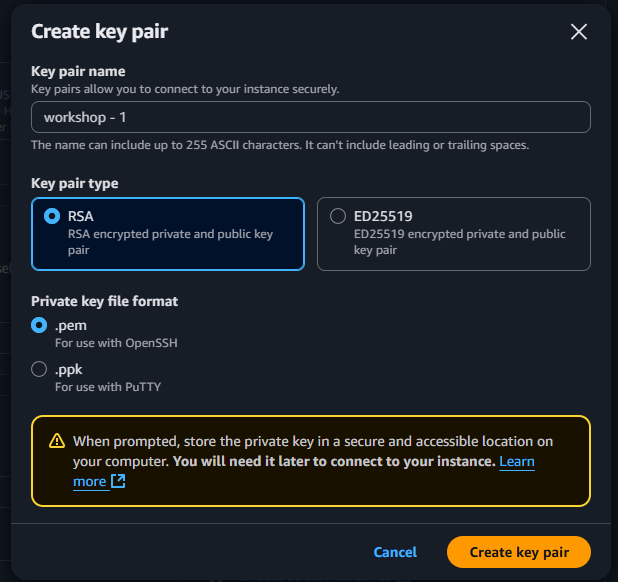 Create key pair
Key pair name
Key pairs allow you to connect to your instance securely.
workshop - 1
The name can include up to 255 ASCII characters. It can't include leading or trailing spaces.
Key pair type
RSA
RSA encrypted private and public key
pair
ED25519
ED25519 encrypted private and public
key pair
Private key file format
.pem
For use with OpenSSH
.ppk
For use with PuTTY
When prompted, store the private key in a secure and accessible location on
your computer. You will need it later to connect to your instance. Learn
more
Cancel
Create key pair